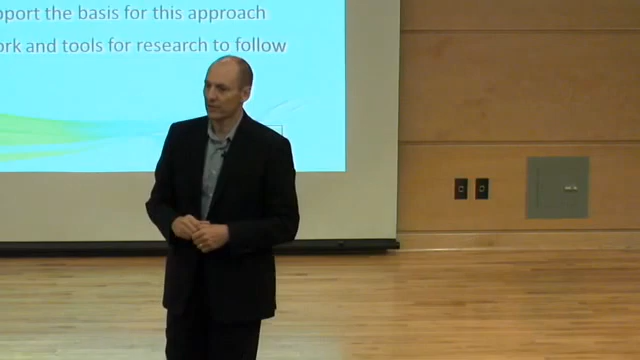 pport the basis for this approach
ork and tools for research to follow